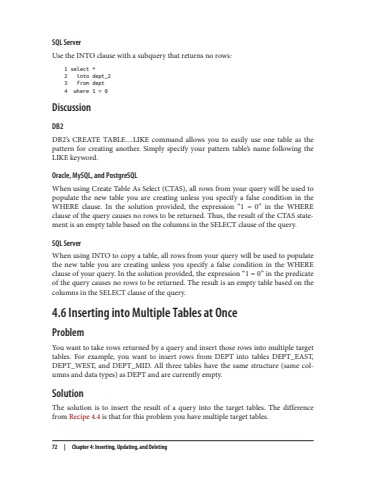 SQL Server
Use the INTO clause with a subquery that returns no rows:
1 select *
2   into dept_2
3   from dept
4  where 1 = 0
Discussion
DB2
DB2's CREATE TABLE…LIKE command allows you to easily use one table as the
pattern for creating another. Simply specify your pattern table's name following the
LIKE keyword.
Oracle, MySQL, and PostgreSQL
When using Create Table As Select (CTAS), all rows from your query will be used to
populate the new table you are creating unless you specify a false condition in the
WHERE clause. In the solution provided, the expression “1 = 0” in the WHERE
clause of the query causes no rows to be returned. Thus, the result of the CTAS state-
ment is an empty table based on the columns in the SELECT clause of the query.
SQL Server
When using INTO to copy a table, all rows from your query will be used to populate
the new table you are creating unless you specify a false condition in the WHERE
clause of your query. In the solution provided, the expression “1 = 0” in the predicate
of the query causes no rows to be returned. The result is an empty table based on the
columns in the SELECT clause of the query.
4.6 Inserting into Multiple Tables at Once
Problem
You want to take rows returned by a query and insert those rows into multiple target
tables. For example, you want to insert rows from DEPT into tables DEPT_EAST,
DEPT_WEST, and DEPT_MID. All three tables have the same structure (same col-
umns and data types) as DEPT and are currently empty.
Solution
The solution is to insert the result of a query into the target tables. The difference
from Recipe 4.4 is that for this problem you have multiple target tables.
72 | Chapter 4: Inserting, Updating, and Deleting